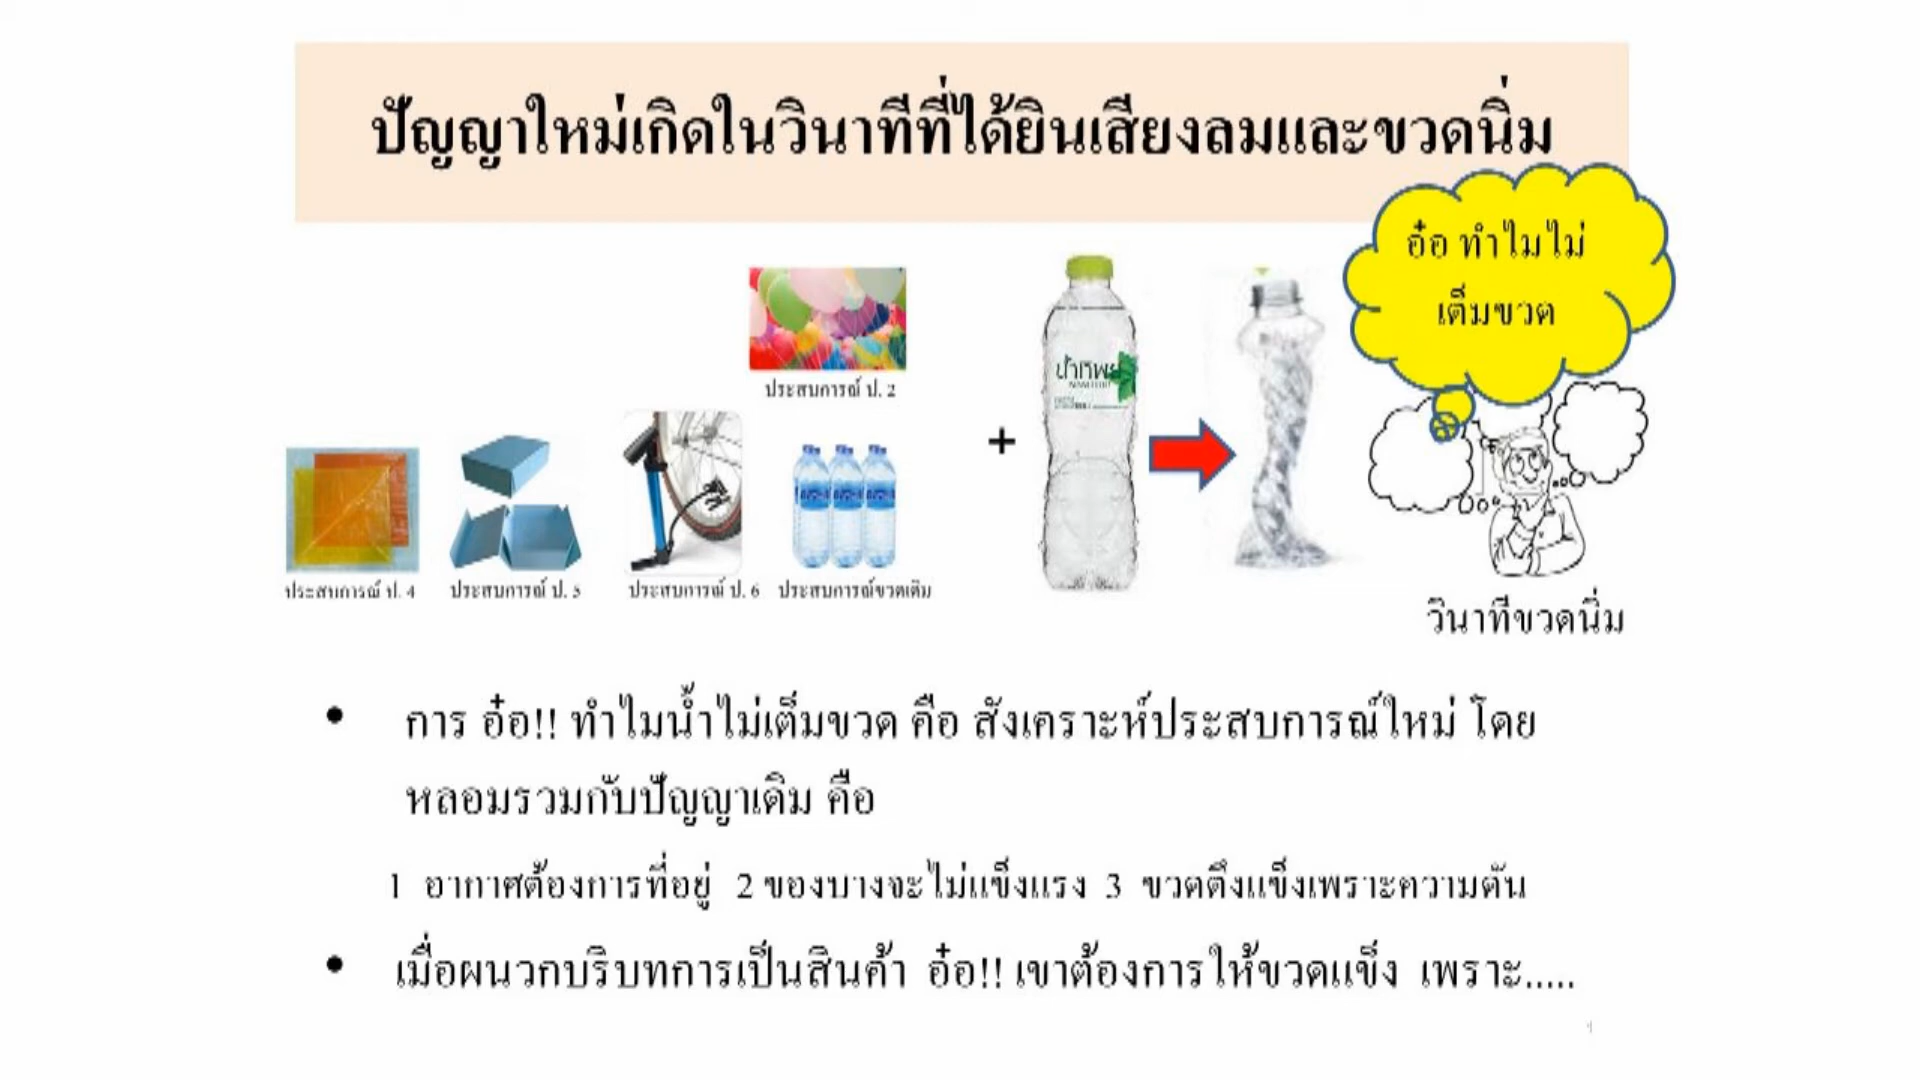 ปัญญาใหม่เกิดในวินาทีที่ได้ยินเสียงลมและขวดนิ่ม
อ๋อ ทำไมไม่
เต็มขวด
ประสบการณ์ ป. 2
น้ำทิพย์
ประสบการณ์ ป. 4
ประสบการณ์ ป. 5
ประสบการณ์ ป. 6
ประสบการณ์ขวดเดิม
+
วินาทีขวดนิ่ม
• การ อ๋อ!! ทำไมน้ำไม่เต็มขวด คือ สังเคราะห์ประสบการณ์ใหม่ โดย
หลอมรวมกับปัญญาเดิม คือ
1 อากาศต้องการที่อยู่ 2 ของบางจะไม่แข็งแรง 3 ขวดตึงแข็งเพราะความดัน
• เมื่อผนวกบริบทการเป็นสินค้า อ๋อ!! เขาต้องการให้ขวดแข็ง เพราะ.....